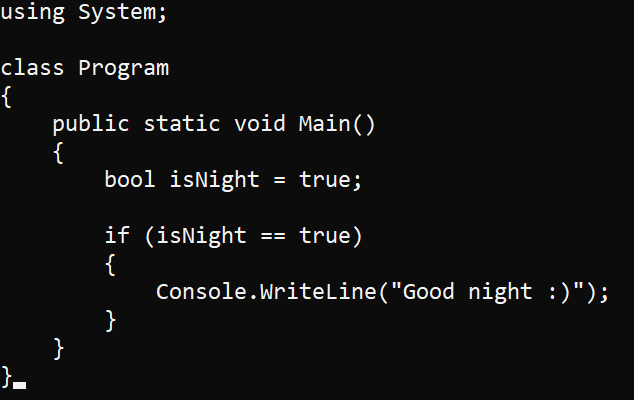 using System;

class Program
{
    public static void Main()
    {
        bool isNight = true;

        if (isNight == true)
        {
            Console.WriteLine("Good night :)");
        }
    }
}